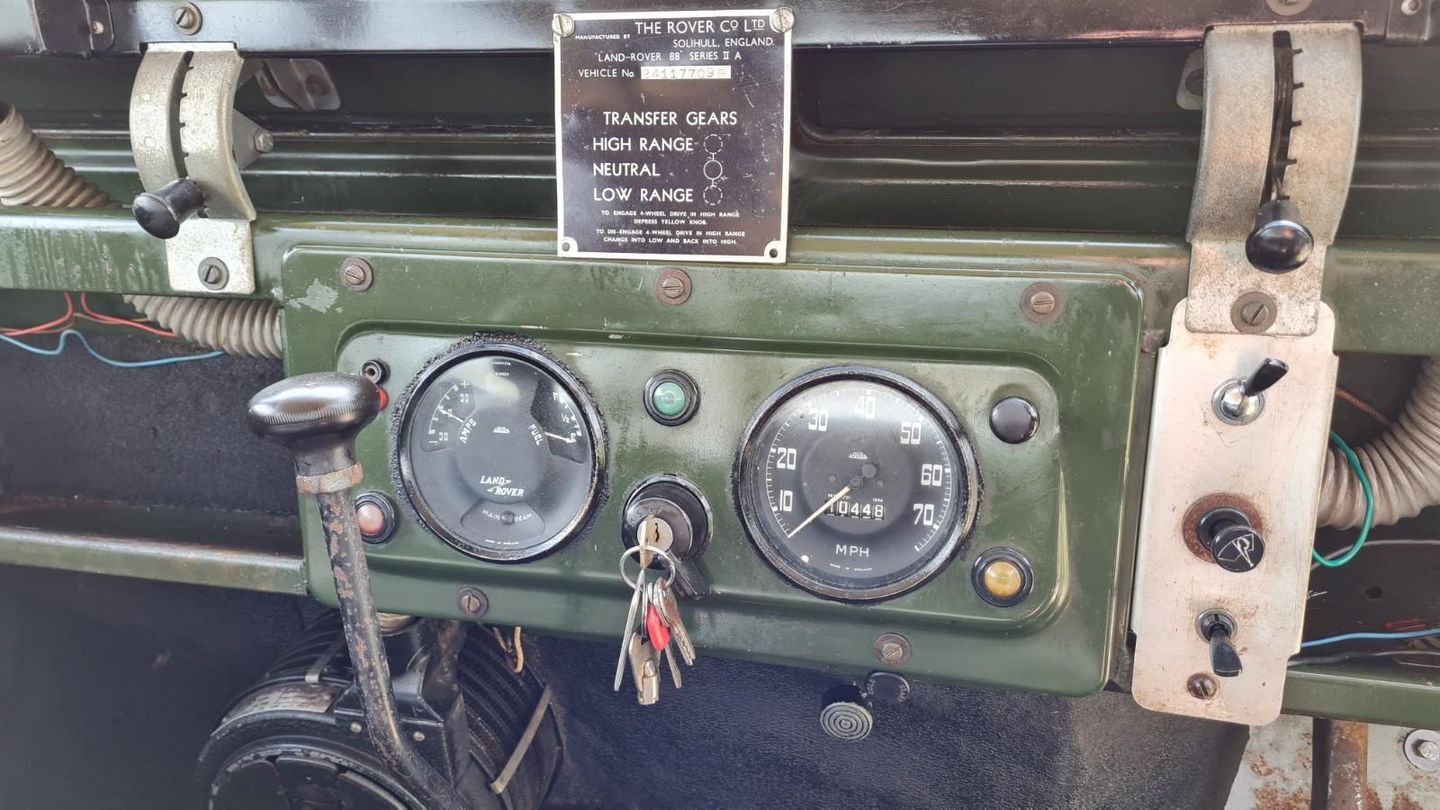 THE ROVER CO LTD
MANUFACTURED BY
SOLIHULL, ENGLAND.
"LAND-ROVER 88" SERIES II A
VEHICLE No
TRANSFER GEARS
HIGH RANGE
NEUTRAL
LOW RANGE
TO ENGAGE 4-WHEEL DRIVE IN HIGH RANGE
DEPRESS YELLOW KNOB.
TO DIS-ENGAGE 4-WHEEL DRIVE IN HIGH RANGE
CHANGE INTO LOW AND BACK INTO HIGH.
AMPS
FUEL
F
1/2
LAND
ROVER
MAIN BEAM
10
20
30
40
50
60
70
10448
MPH